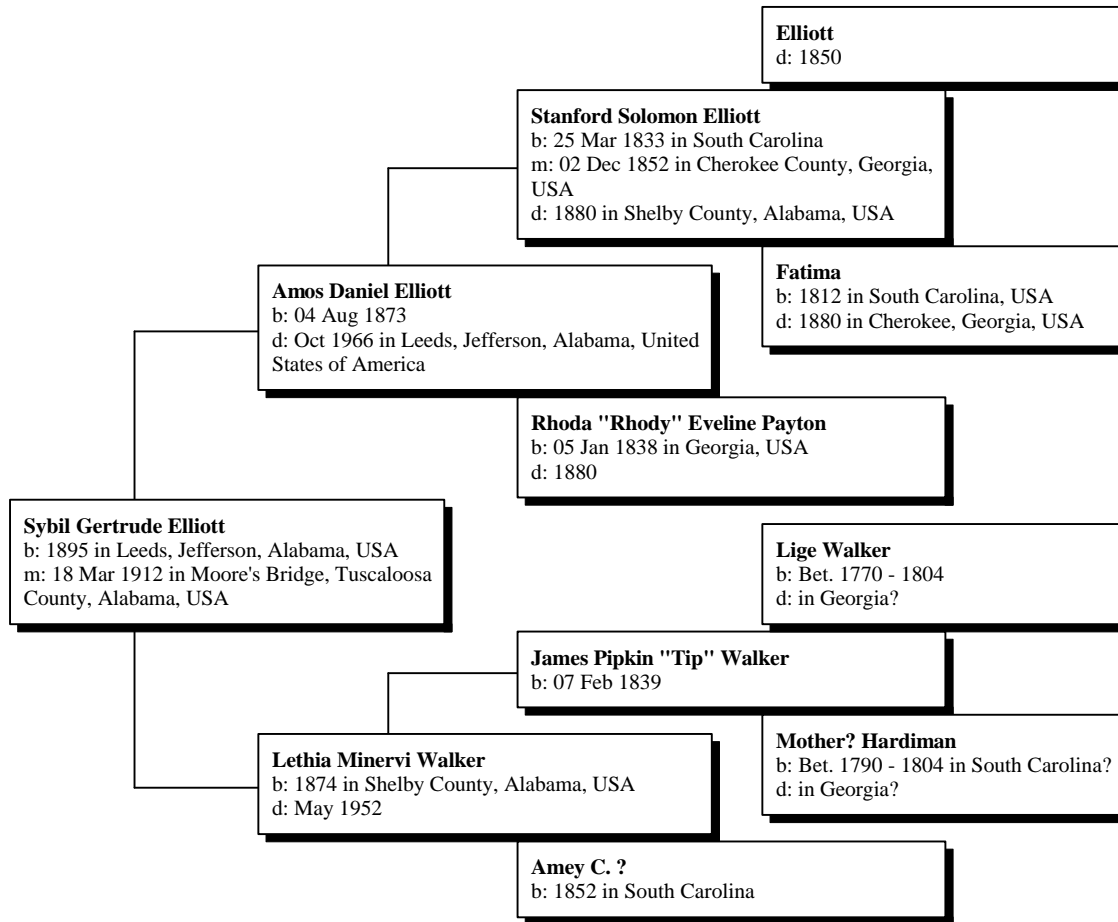 Elliott
d: 1850
Stanford Solomon Elliott
b: 25 Mar 1833 in South Carolina
m: 02 Dec 1852 in Cherokee County, Georgia,
USA
d: 1880 in Shelby County, Alabama, USA
Fatima
b: 1812 in South Carolina, USA
d: 1880 in Cherokee, Georgia, USA
Amos Daniel Elliott
b: 04 Aug 1873
d: Oct 1966 in Leeds, Jefferson, Alabama, United
States of America
Rhoda "Rhody" Eveline Payton
b: 05 Jan 1838 in Georgia, USA
d: 1880
Sybil Gertrude Elliott
b: 1895 in Leeds, Jefferson, Alabama, USA
m: 18 Mar 1912 in Moore's Bridge, Tuscaloosa
County, Alabama, USA
Lige Walker
b: Bet. 1770 - 1804
d: in Georgia?
James Pipkin "Tip" Walker
b: 07 Feb 1839
Mother? Hardiman
b: Bet. 1790 - 1804 in South Carolina?
d: in Georgia?
Lethia Minervi Walker
b: 1874 in Shelby County, Alabama, USA
d: May 1952
Amey C. ?
b: 1852 in South Carolina